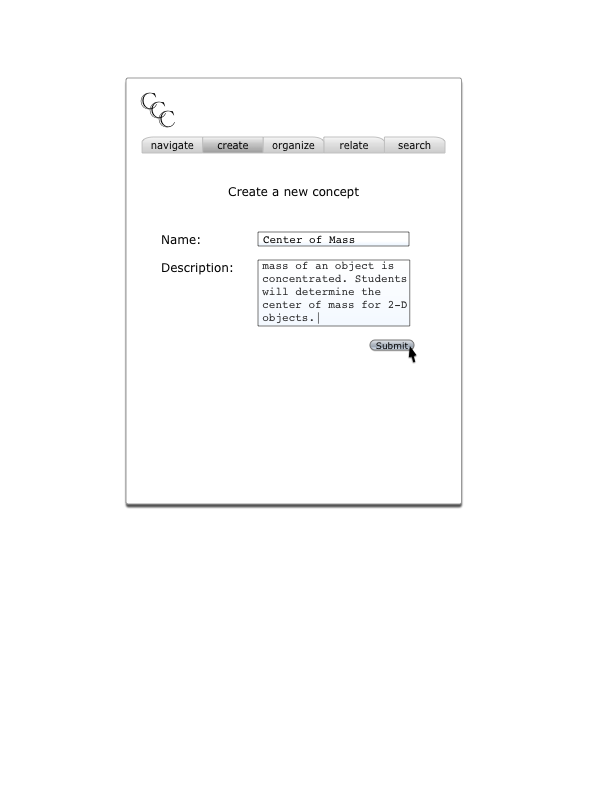 CCC
navigate create organize relate search
Create a new concept
Name: Center of Mass
Description: mass of an object is
concentrated. Students
will determine the
center of mass for 2-D
objects.
Submit